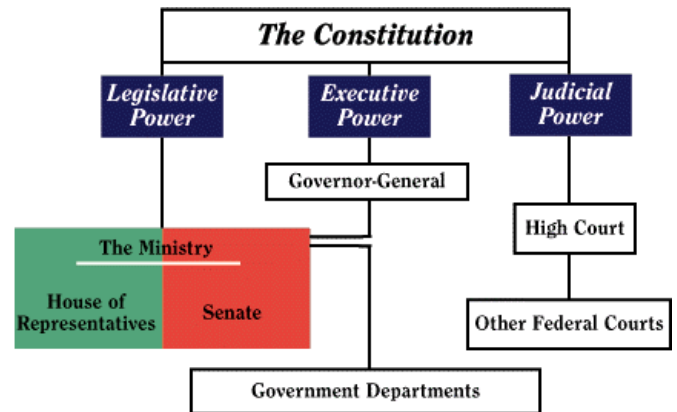 The Constitution
Legislative
Power
Executive
Power
Judicial
Power
Governor-General
The Ministry
House of
Representatives
Senate
High Court
Other Federal Courts
Government Departments